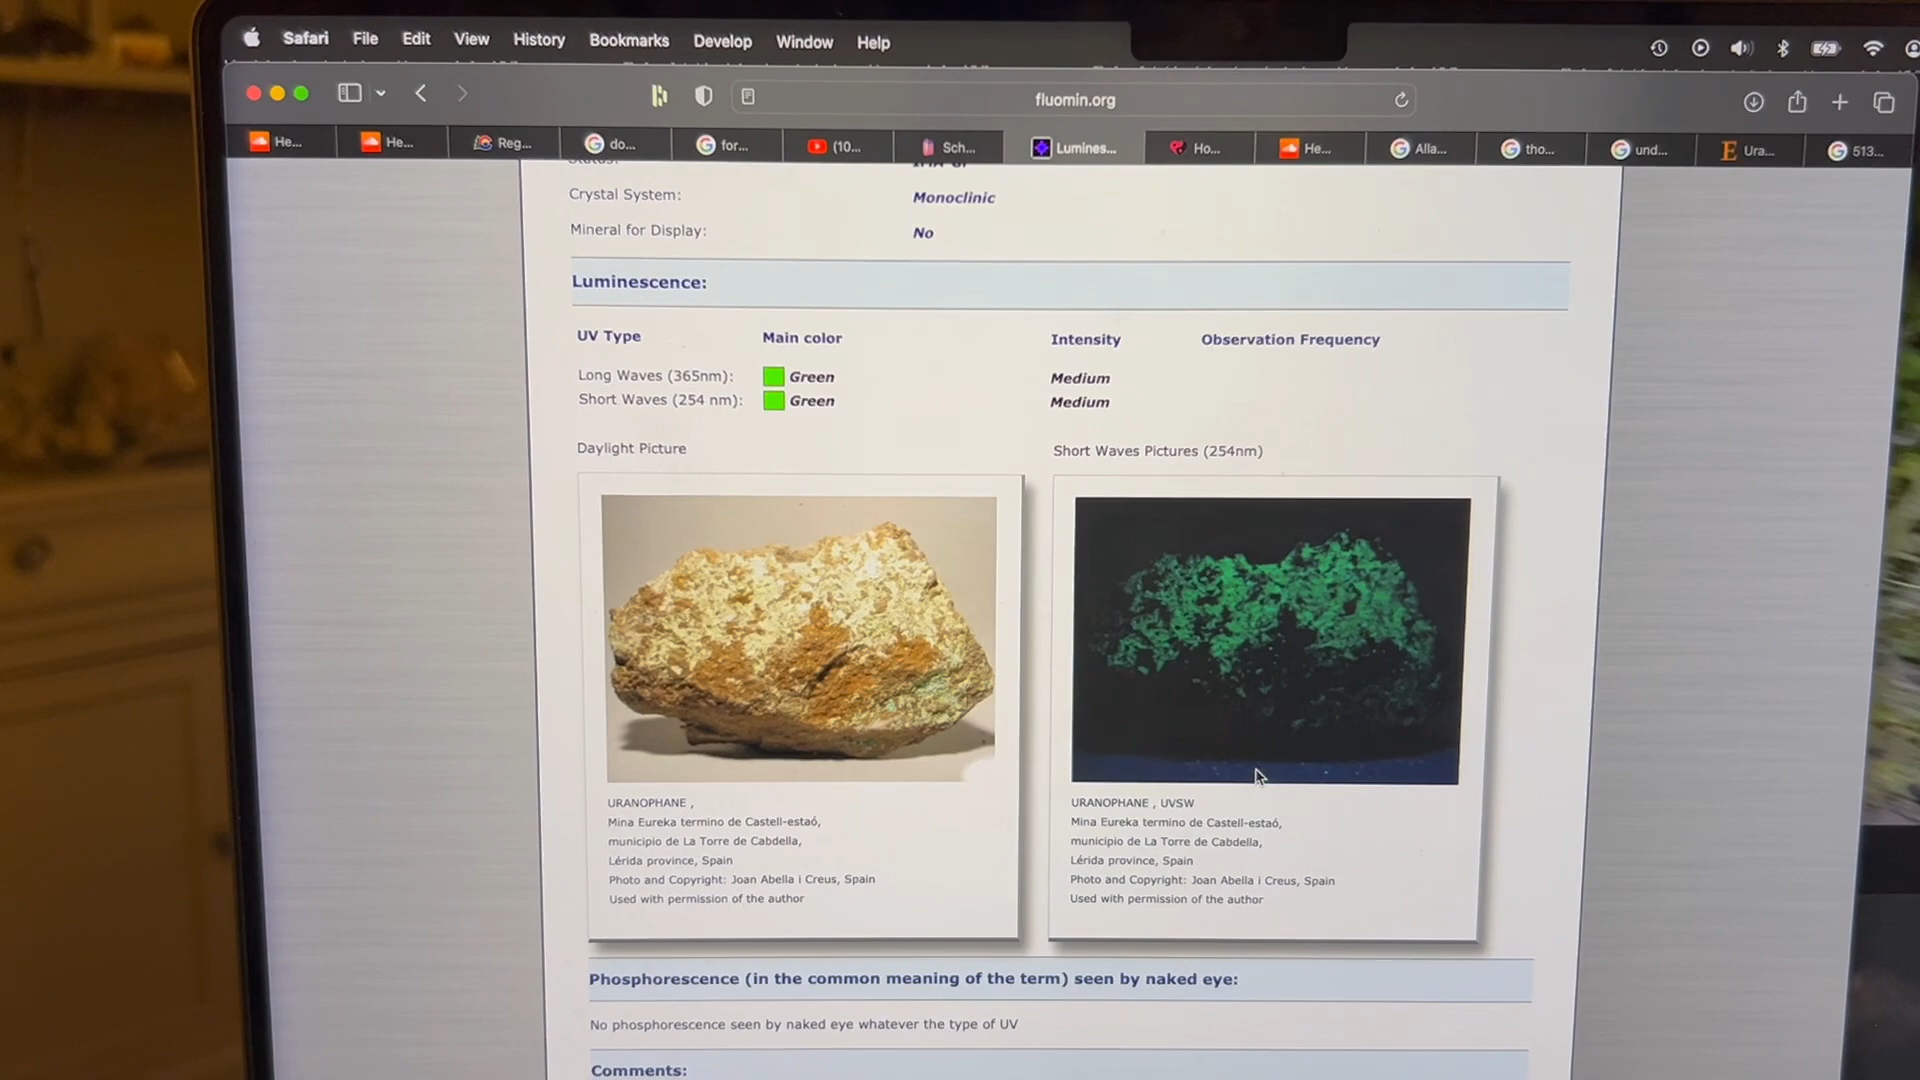 Safari File Edit View History Bookmarks Develop Window Help
fluomin.org
He... He... Reg... do... for... (10... Sch... Lumines... Ho... He... Alla... tho... und... Ura... 513...
Crystal System: Monoclinic
Mineral for Display: No
Luminescence:
UV Type Main color Intensity Observation Frequency
Long Waves (365nm): Green Medium
Short Waves (254 nm): Green Medium
Daylight Picture Short Waves Pictures (254nm)
URANOPHANE ,
Mina Eureka termino de Castell-estaó,
municipio de La Torre de Cabdella,
Lérida province, Spain
Photo and Copyright: Joan Abella i Creus, Spain
Used with permission of the author
URANOPHANE , UVSW
Mina Eureka termino de Castell-estaó,
municipio de La Torre de Cabdella,
Lérida province, Spain
Photo and Copyright: Joan Abella i Creus, Spain
Used with permission of the author
Phosphorescence (in the common meaning of the term) seen by naked eye:
No phosphorescence seen by naked eye whatever the type of UV
Comments: